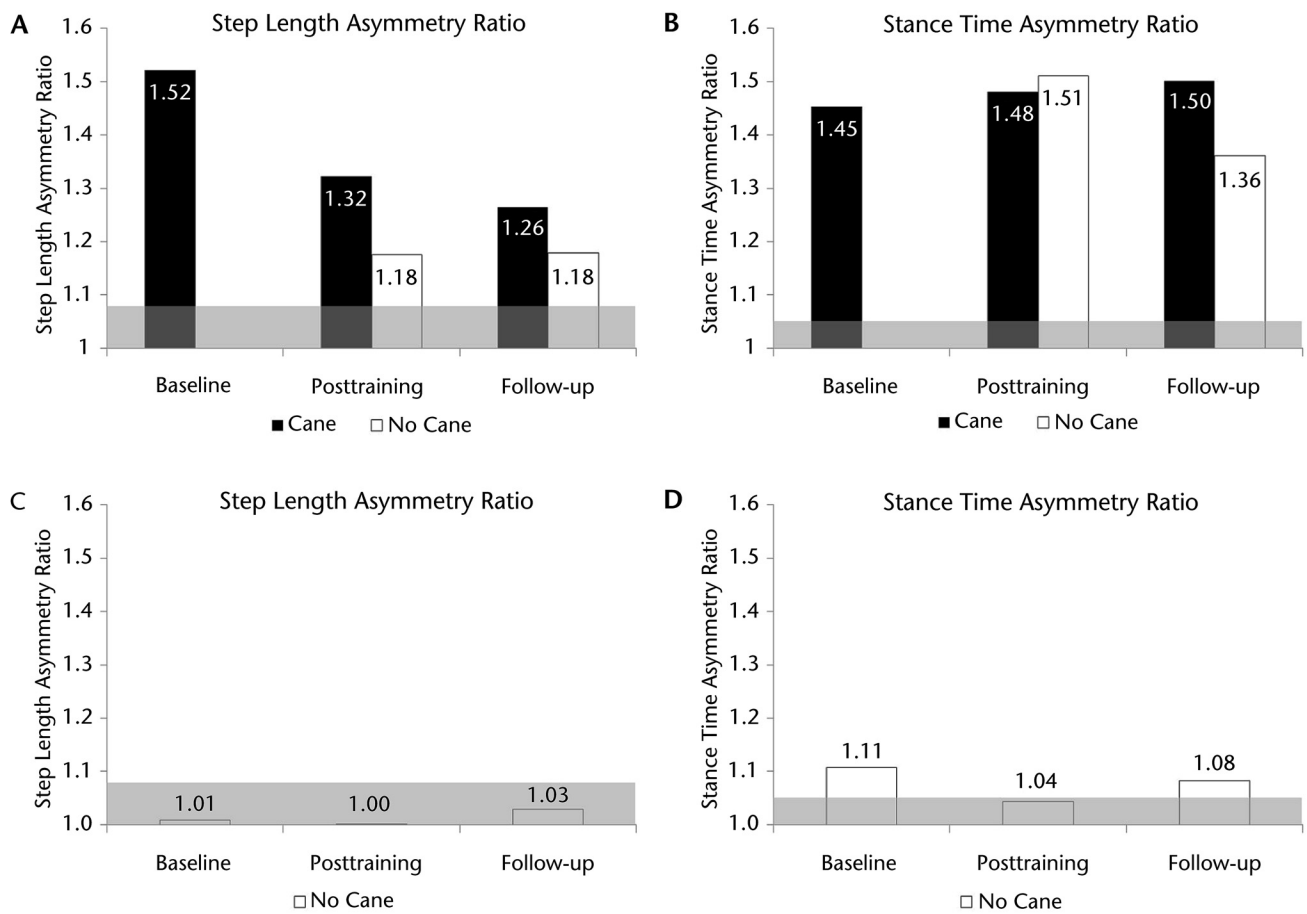 A
Step Length Asymmetry Ratio
Step Length Asymmetry Ratio
1.6
1.5
1.4
1.3
1.2
1.1
1
1.52
1.32
1.18
1.26
1.18
Baseline
Posttraining
Follow-up
Cane
No Cane
B
Stance Time Asymmetry Ratio
Stance Time Asymmetry Ratio
1.6
1.5
1.4
1.3
1.2
1.1
1
1.45
1.48
1.51
1.50
1.36
Baseline
Posttraining
Follow-up
Cane
No Cane
C
Step Length Asymmetry Ratio
Step Length Asymmetry Ratio
1.6
1.5
1.4
1.3
1.2
1.1
1.0
1.01
1.00
1.03
Baseline
Posttraining
Follow-up
No Cane
D
Stance Time Asymmetry Ratio
Stance Time Asymmetry Ratio
1.6
1.5
1.4
1.3
1.2
1.1
1.0
1.11
1.04
1.08
Baseline
Posttraining
Follow-up
No Cane